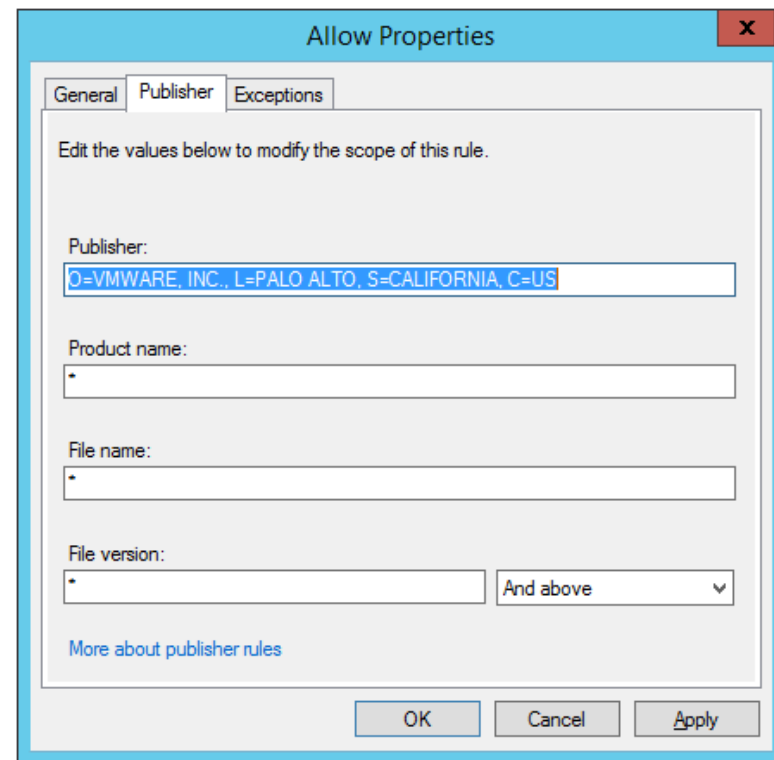 Allow Properties
x
General Publisher Exceptions
Edit the values below to modify the scope of this rule.
Publisher:
O=VMWARE, INC., L=PALO ALTO, S=CALIFORNIA, C=US
Product name:
*
File name:
*
File version:
* And above
More about publisher rules
OK Cancel Apply